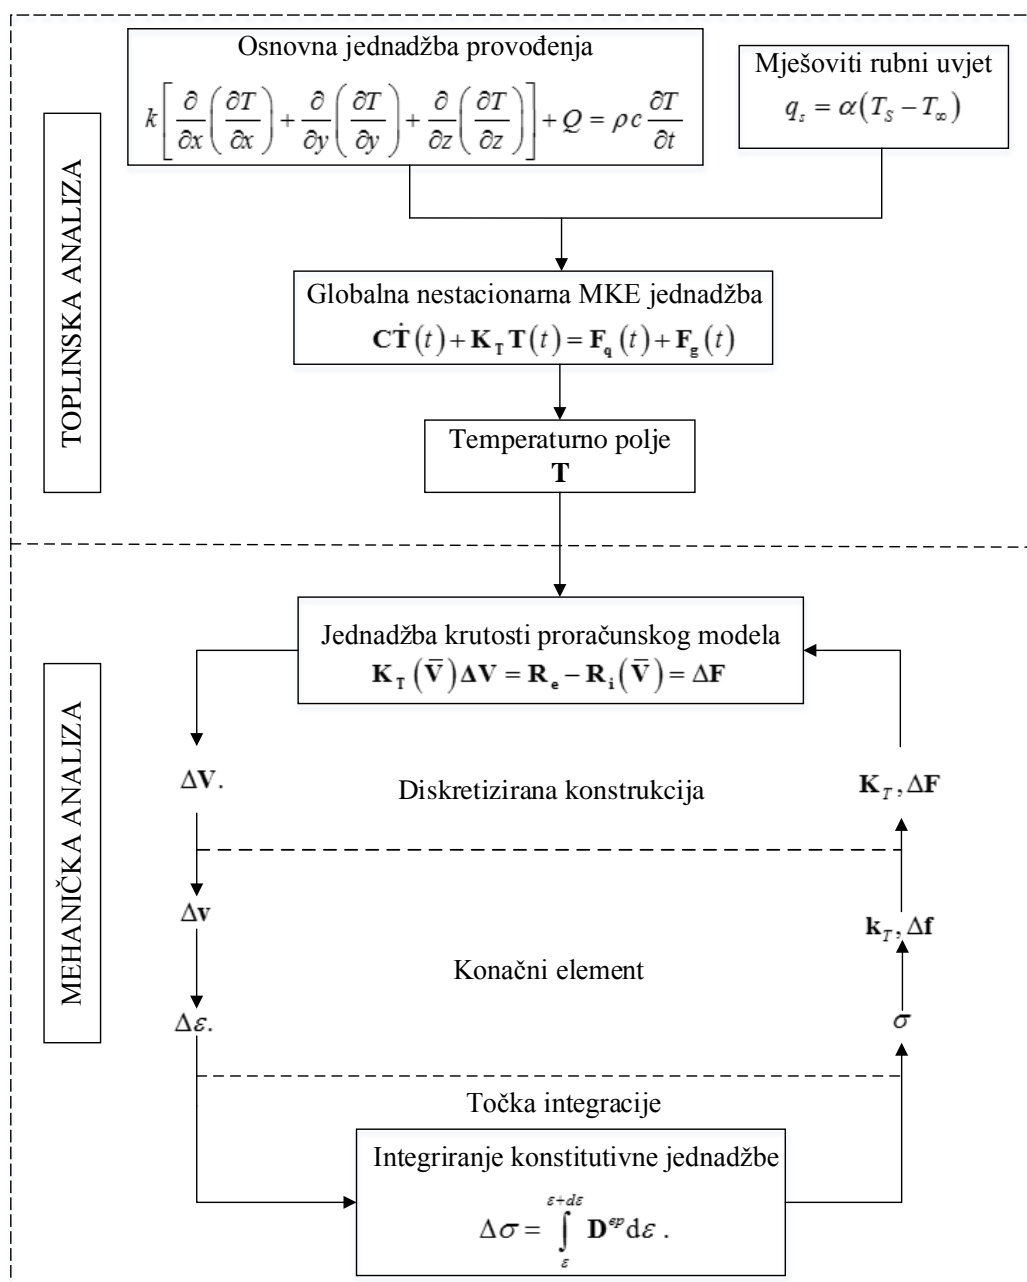 Osnovna jednadžba provođenja
k[∂/∂x(∂T/∂x) + ∂/∂y(∂T/∂y) + ∂/∂z(∂T/∂z)] + Q = ρ c ∂T/∂t
Mješoviti rubni uvjet
q_s = α(T_S − T_∞)
TOPLINSKA ANALIZA
Globalna nestacionarna MKE jednadžba
CṪ(t) + K_T T(t) = F_q(t) + F_g(t)
Temperaturno polje
T
MEHANIČKA ANALIZA
Jednadžba krutosti proračunskog modela
K_T(V̄)ΔV = R_e − R_i(V̄) = ΔF
ΔV.
Diskretizirana konstrukcija
K_T, ΔF
Δv
k_T, Δf
Konačni element
Δε.
σ
Točka integracije
Integriranje konstitutivne jednadžbe
Δσ = ∫_ε^{ε+dε} D^{ep} dε .